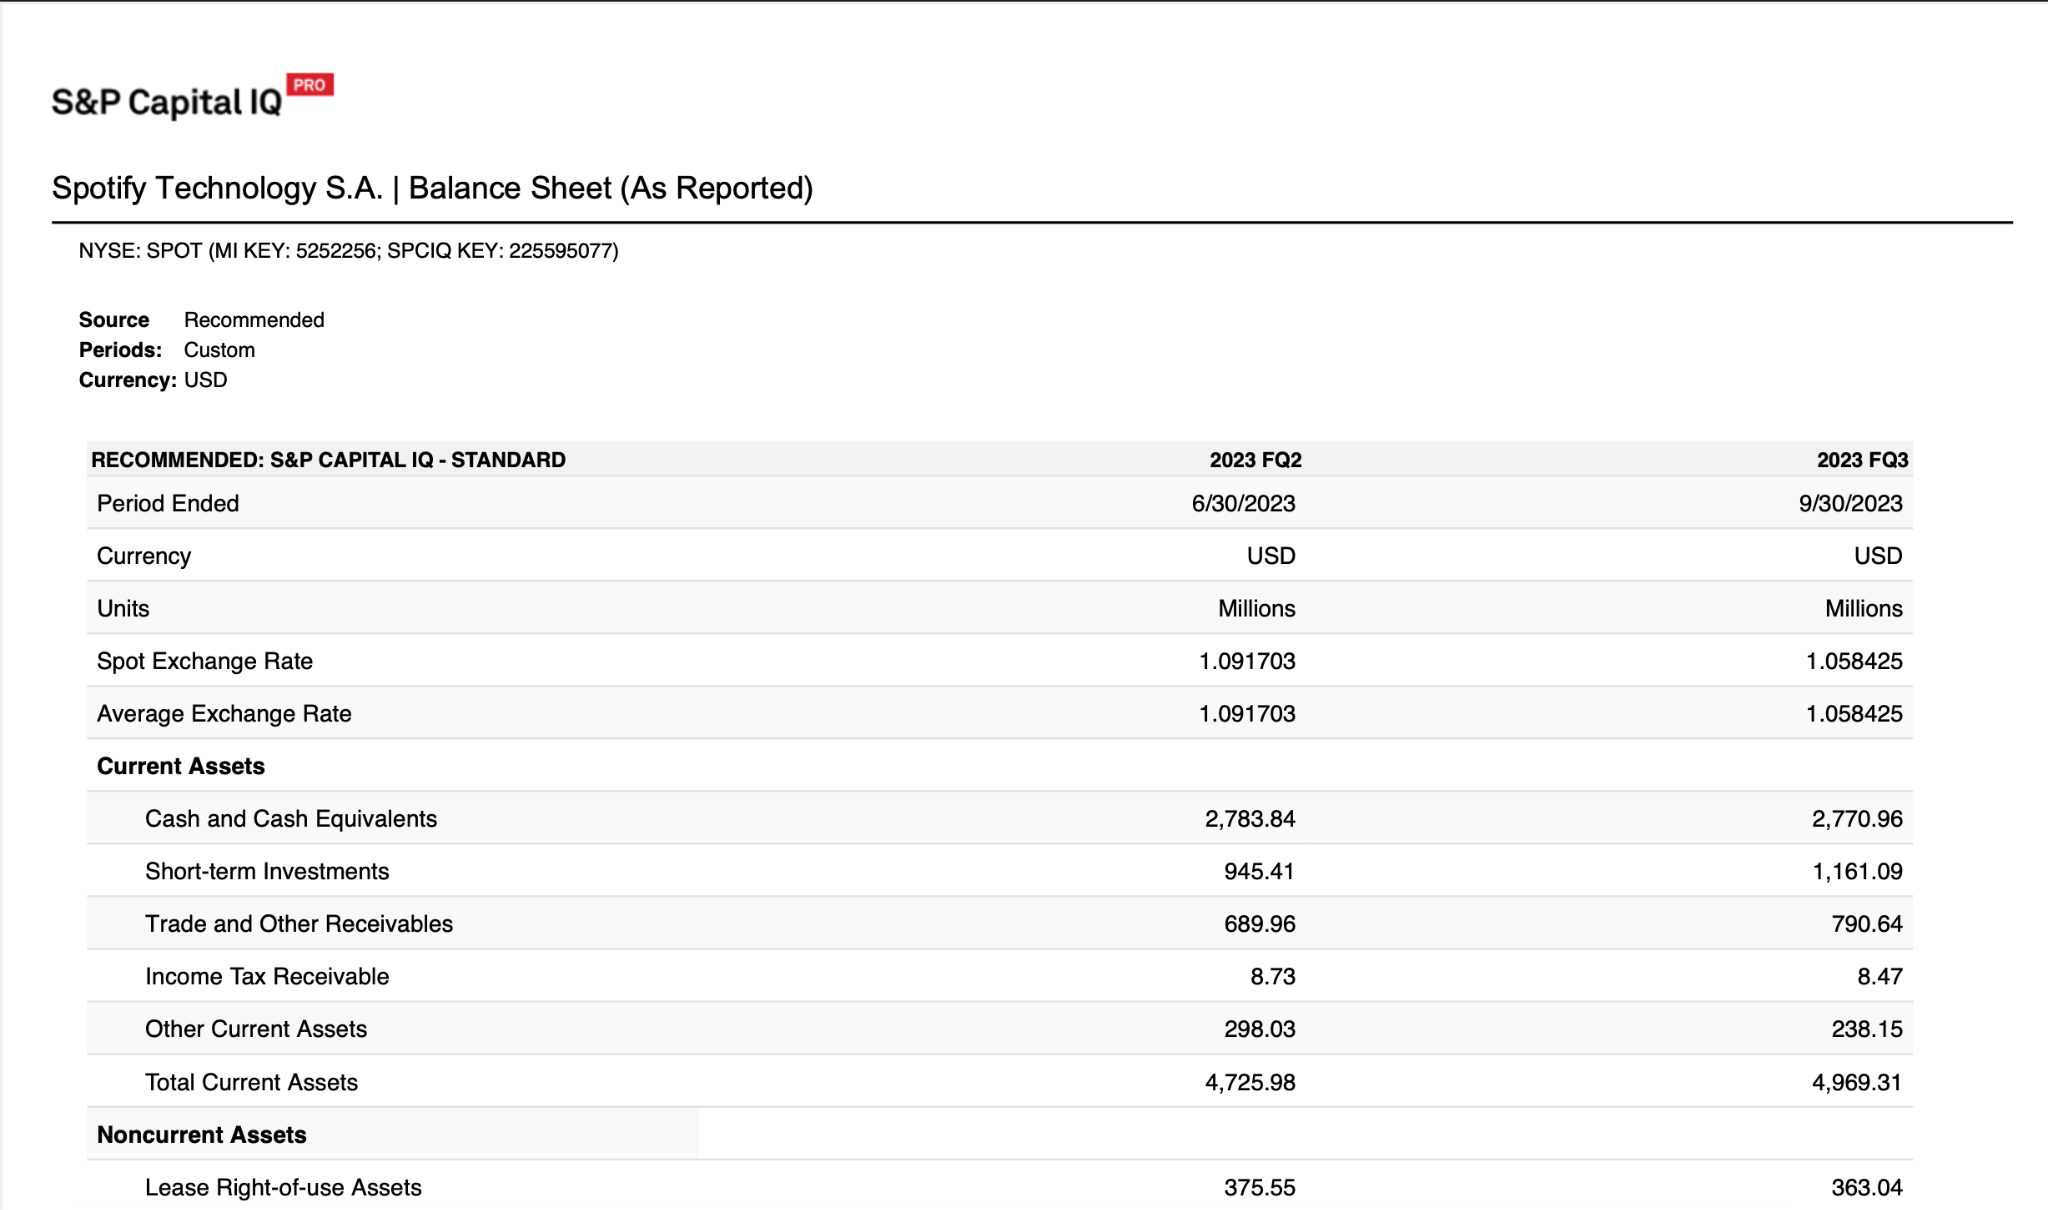 S&P Capital IQ PRO
Spotify Technology S.A. | Balance Sheet (As Reported)
NYSE: SPOT (MI KEY: 5252256; SPCIQ KEY: 225595077)
Source Recommended
Periods: Custom
Currency: USD
RECOMMENDED: S&P CAPITAL IQ - STANDARD 2023 FQ2 2023 FQ3
Period Ended 6/30/2023 9/30/2023
Currency USD USD
Units Millions Millions
Spot Exchange Rate 1.091703 1.058425
Average Exchange Rate 1.091703 1.058425
Current Assets
Cash and Cash Equivalents 2,783.84 2,770.96
Short-term Investments 945.41 1,161.09
Trade and Other Receivables 689.96 790.64
Income Tax Receivable 8.73 8.47
Other Current Assets 298.03 238.15
Total Current Assets 4,725.98 4,969.31
Noncurrent Assets
Lease Right-of-use Assets 375.55 363.04